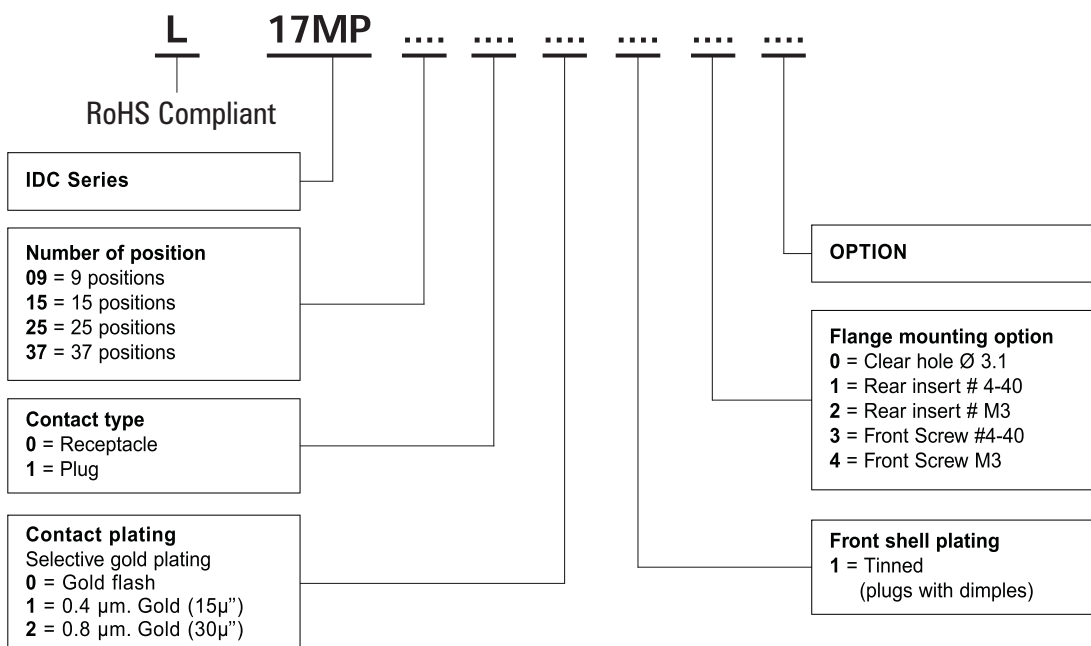 L 17MP .... .... .... .... .... ....
RoHS Compliant
IDC Series
Number of position
09 = 9 positions
15 = 15 positions
25 = 25 positions
37 = 37 positions
Contact type
0 = Receptacle
1 = Plug
Contact plating
Selective gold plating
0 = Gold flash
1 = 0.4 µm. Gold (15µ”)
2 = 0.8 µm. Gold (30µ”)
OPTION
Flange mounting option
0 = Clear hole Ø 3.1
1 = Rear insert # 4-40
2 = Rear insert # M3
3 = Front Screw #4-40
4 = Front Screw M3
Front shell plating
1 = Tinned
(plugs with dimples)